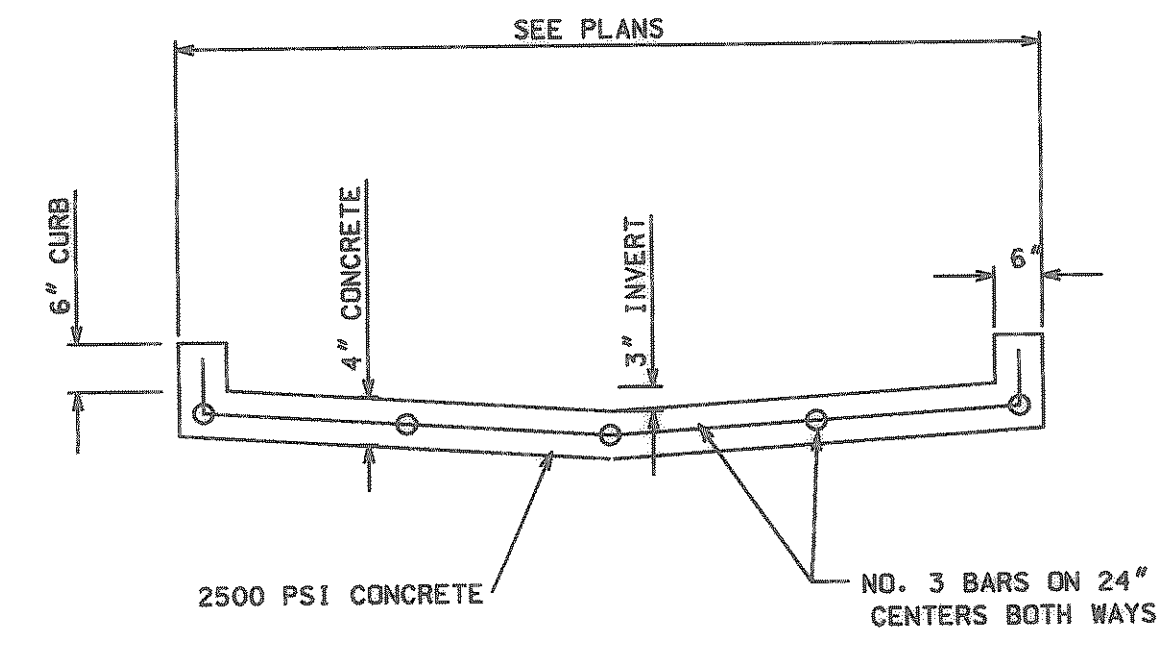 SEE PLANS
6" CURB
4" CONCRETE
3" INVERT
6"
2500 PSI CONCRETE
NO. 3 BARS ON 24"
CENTERS BOTH WAYS